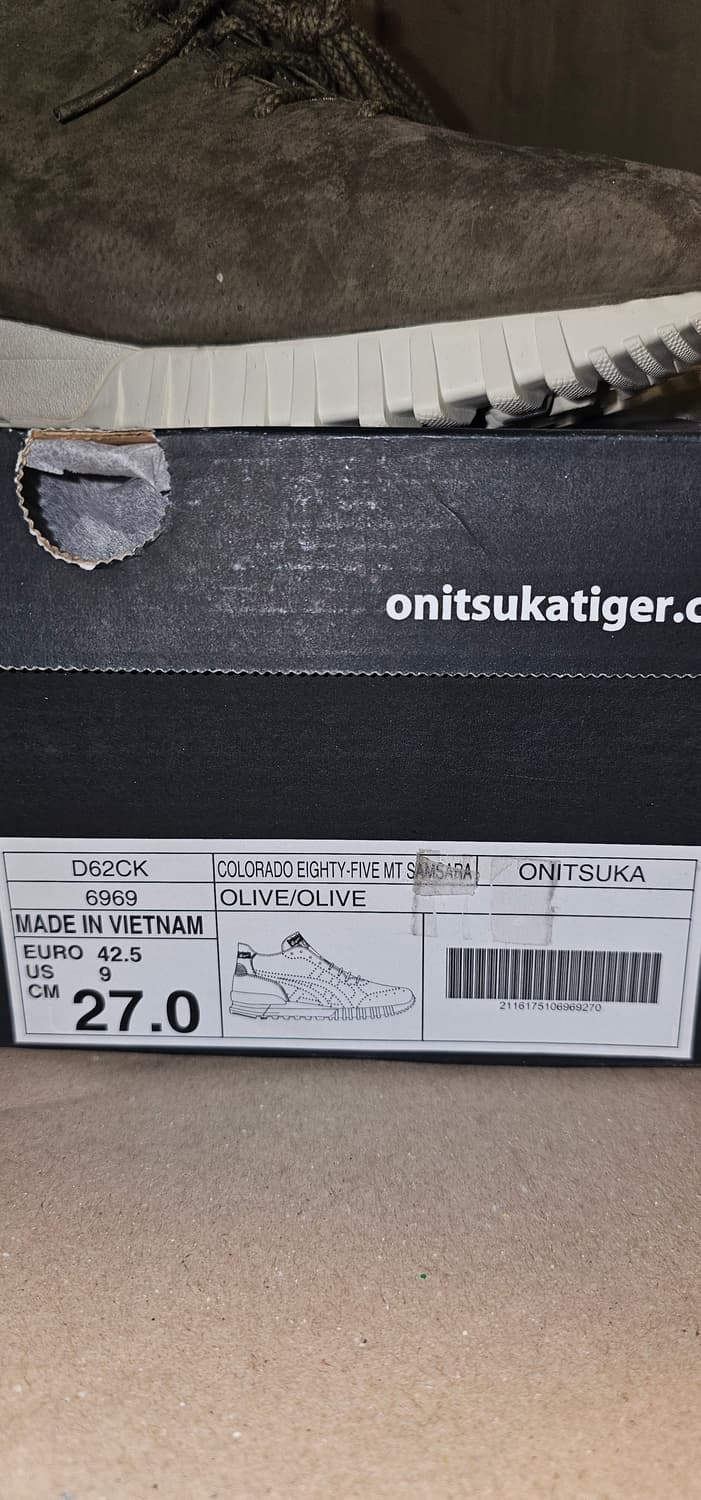 onitsukatiger.c
D62CK
COLORADO EIGHTY-FIVE MT SAMSARA
ONITSUKA
6969
OLIVE/OLIVE
MADE IN VIETNAM
EURO 42.5
US 9
CM 27.0
2116175106969270